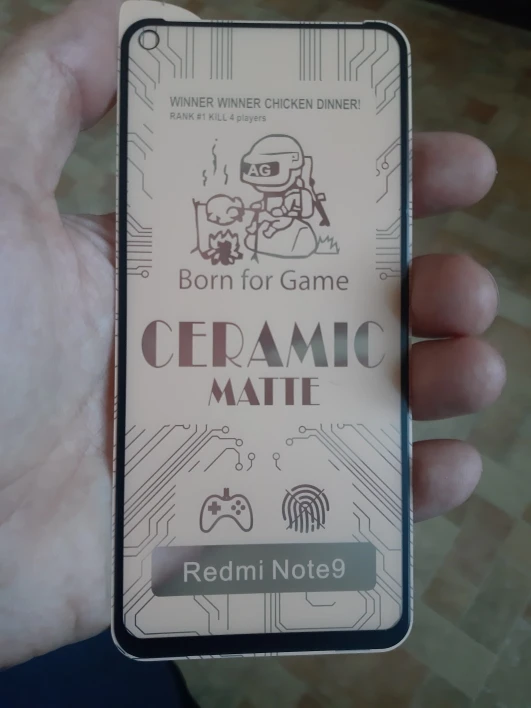 WINNER WINNER CHICKEN DINNER!
RANK #1 KILL 4 players
AG
Born for Game
CERAMIC
MATTE
Redmi Note9